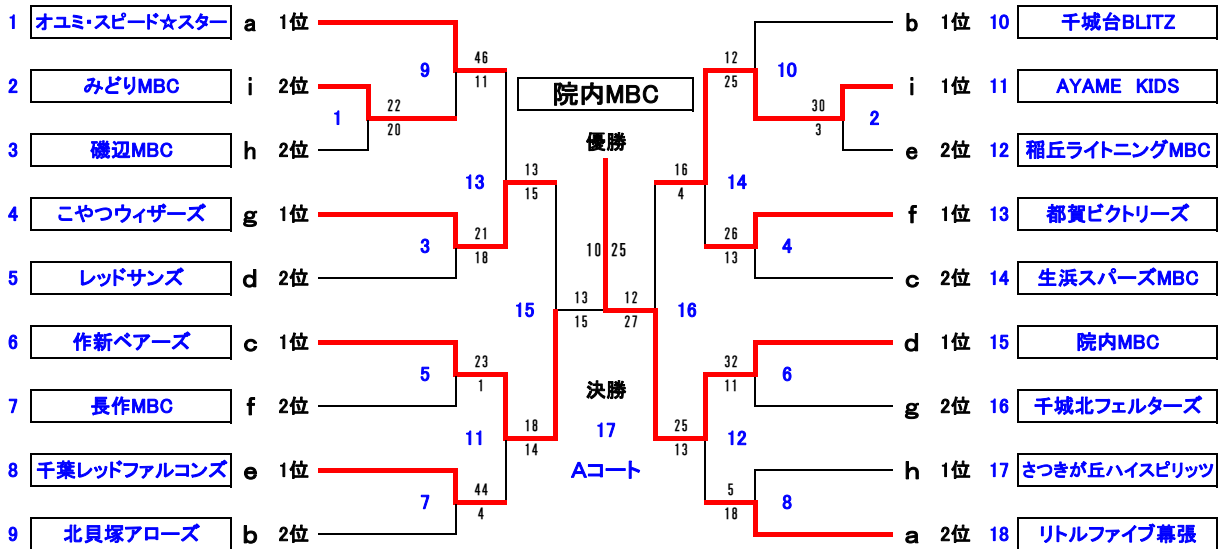 1 オユミ・スピード☆スター a 1位
2 みどりMBC i 2位
3 磯辺MBC h 2位
4 こやつウィザーズ g 1位
5 レッドサンズ d 2位
6 作新ベアーズ c 1位
7 長作MBC f 2位
8 千葉レッドファルコンズ e 1位
9 北貝塚アローズ b 2位
9
46
11
1
22
20
13
13
15
3
21
18
15
13
15
5
23
1
11
18
14
7
44
4
院内MBC
優勝
10 25
決勝
17
Aコート
12
25
10
30
3
2
16
4
14
26
13
4
12
27
16
32
11
6
25
13
12
5
18
8
b 1位 10 千城台BLITZ
i 1位 11 AYAME KIDS
e 2位 12 稲丘ライトニングMBC
f 1位 13 都賀ビクトリーズ
c 2位 14 生浜スパーズMBC
d 1位 15 院内MBC
g 2位 16 千城北フェルターズ
h 1位 17 さつきが丘ハイスピリッツ
a 2位 18 リトルファイブ幕張